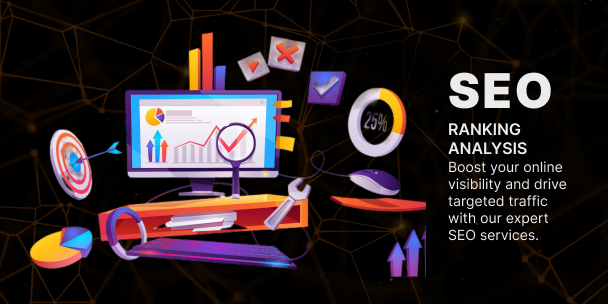 25%
SEO
RANKING
ANALYSIS
Boost your online
visibility and drive
targeted traffic
with our expert
SEO services.